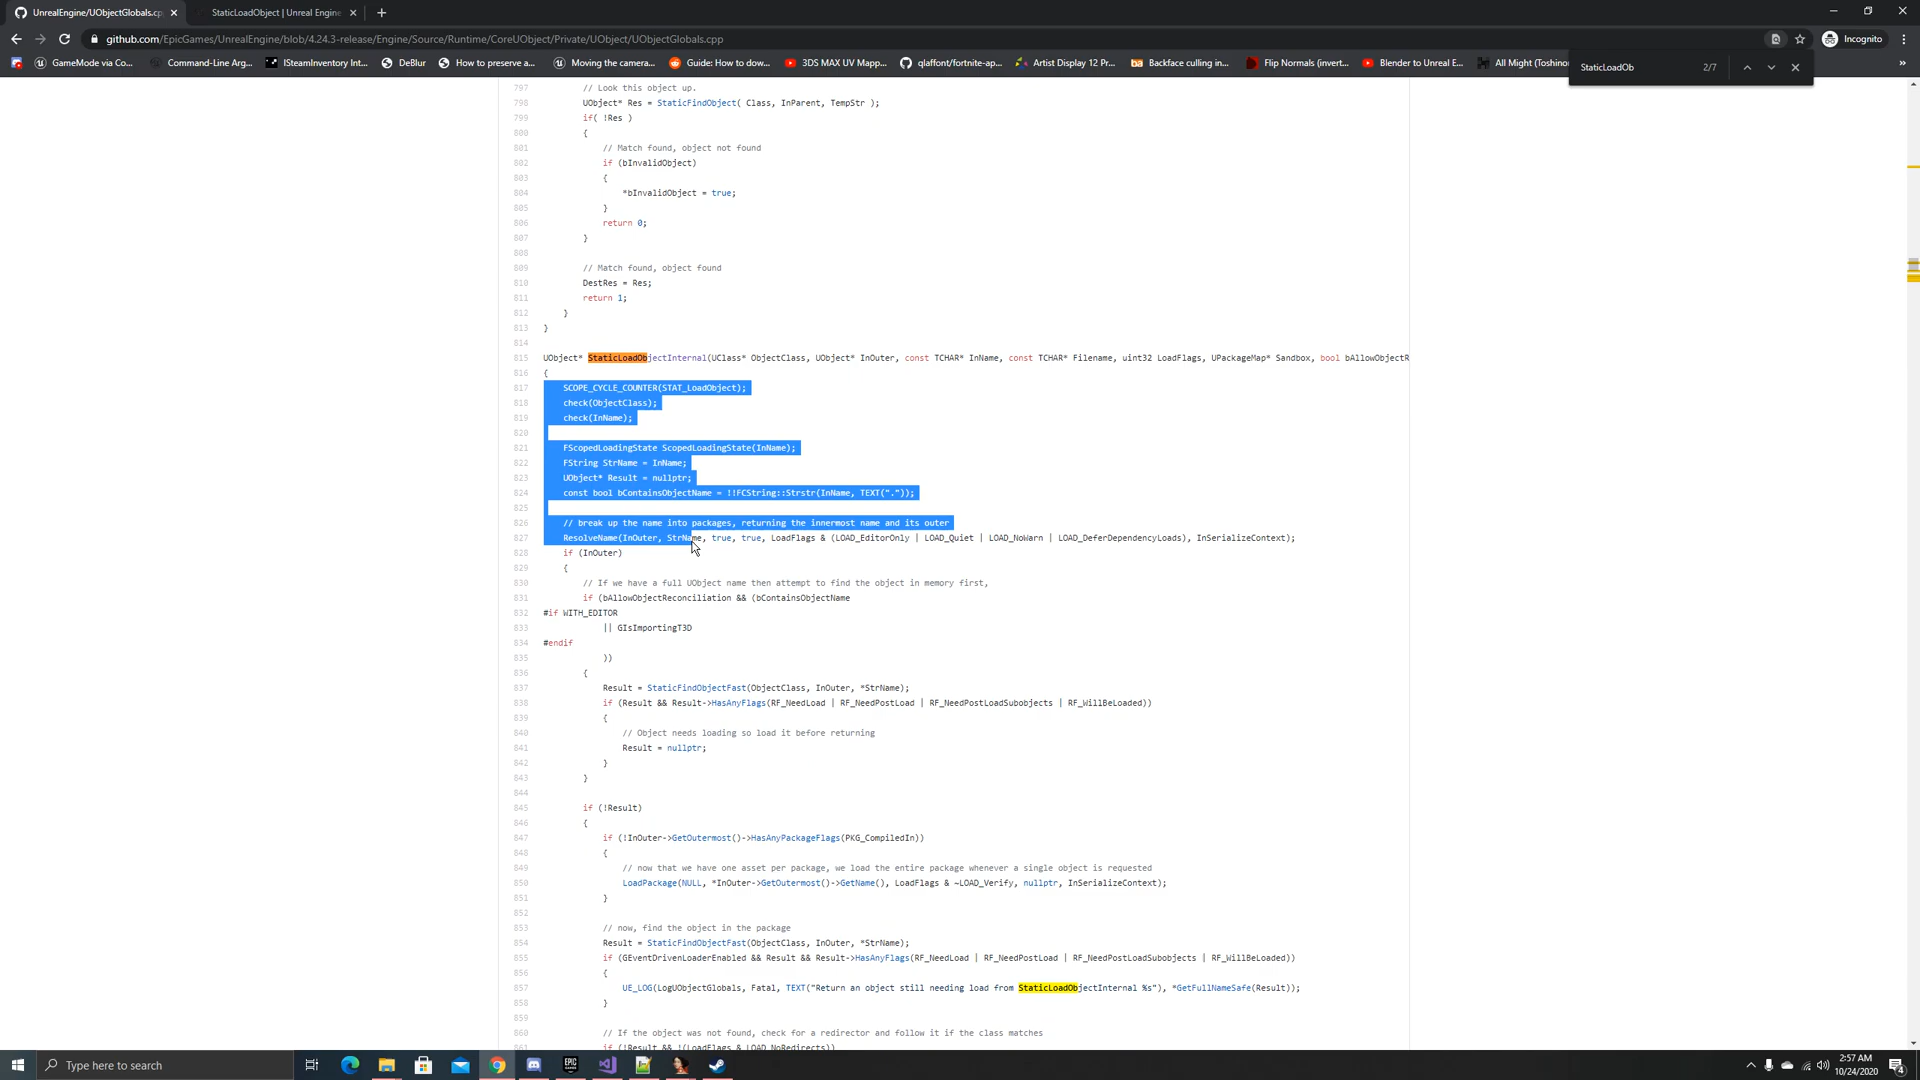 UnrealEngine/UObjectGlobals.cp
StaticLoadObject | Unreal Engine
github.com/EpicGames/UnrealEngine/blob/4.24.3-release/Engine/Source/Runtime/CoreUObject/Private/UObject/UObjectGlobals.cpp
Incognito
GameMode via Co...
Command-Line Arg...
ISteamInventory Int...
DeBlur
How to preserve a...
Moving the camera...
Guide: How to dow...
3DS MAX UV Mapp...
qlaffont/fortnite-ap...
Artist Display 12 Pr...
Backface culling in...
Flip Normals (invert...
Blender to Unreal E...
All Might (Toshinor
StaticLoadOb 2/7
797 // Look this object up.
798 UObject* Res = StaticFindObject( Class, InParent, TempStr );
799 if( !Res )
800 {
801 // Match found, object not found
802 if (bInvalidObject)
803 {
804 *bInvalidObject = true;
805 }
806 return 0;
807 }
808
809 // Match found, object found
810 DestRes = Res;
811 return 1;
812 }
813 }
814
815 UObject* StaticLoadObjectInternal(UClass* ObjectClass, UObject* InOuter, const TCHAR* InName, const TCHAR* Filename, uint32 LoadFlags, UPackageMap* Sandbox, bool bAllowObjectR
816 {
817 SCOPE_CYCLE_COUNTER(STAT_LoadObject);
818 check(ObjectClass);
819 check(InName);
820
821 FScopedLoadingState ScopedLoadingState(InName);
822 FString StrName = InName;
823 UObject* Result = nullptr;
824 const bool bContainsObjectName = !!FCString::Strstr(InName, TEXT("."));
825
826 // break up the name into packages, returning the innermost name and its outer
827 ResolveName(InOuter, StrName, true, true, LoadFlags & (LOAD_EditorOnly | LOAD_Quiet | LOAD_NoWarn | LOAD_DeferDependencyLoads), InSerializeContext);
828 if (InOuter)
829 {
830 // If we have a full UObject name then attempt to find the object in memory first,
831 if (bAllowObjectReconciliation && (bContainsObjectName
832 #if WITH_EDITOR
833 || GIsImportingT3D
834 #endif
835 ))
836 {
837 Result = StaticFindObjectFast(ObjectClass, InOuter, *StrName);
838 if (Result && Result->HasAnyFlags(RF_NeedLoad | RF_NeedPostLoad | RF_NeedPostLoadSubobjects | RF_WillBeLoaded))
839 {
840 // Object needs loading so load it before returning
841 Result = nullptr;
842 }
843 }
844
845 if (!Result)
846 {
847 if (!InOuter->GetOutermost()->HasAnyPackageFlags(PKG_CompiledIn))
848 {
849 // now that we have one asset per package, we load the entire package whenever a single object is requested
850 LoadPackage(NULL, *InOuter->GetOutermost()->GetName(), LoadFlags & ~LOAD_Verify, nullptr, InSerializeContext);
851 }
852
853 // now, find the object in the package
854 Result = StaticFindObjectFast(ObjectClass, InOuter, *StrName);
855 if (GEventDrivenLoaderEnabled && Result && Result->HasAnyFlags(RF_NeedLoad | RF_NeedPostLoad | RF_NeedPostLoadSubobjects | RF_WillBeLoaded))
856 {
857 UE_LOG(LogUObjectGlobals, Fatal, TEXT("Return an object still needing load from StaticLoadObjectInternal %s"), *GetFullNameSafe(Result));
858 }
859
860 // If the object was not found, check for a redirector and follow it if the class matches
861 if (!Result && !(LoadFlags & LOAD_NoRedirects))
Type here to search
2:57 AM
10/24/2020